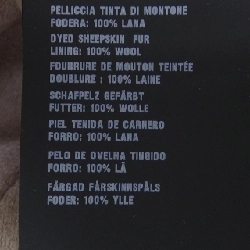 PELLICCIA TINTA DI MONTONE
FODERA: 100% LANA
DYED SHEEPSKIN FUR
LINING: 100% WOOL
FOURRURE DE MOUTON TEINTÉE
DOUBLURE : 100% LAINE
SCHAFPELZ GEFÄRBT
FUTTER: 100% WOLLE
PIEL TENIDA DE CARNERO
FORRO: 100% LANA
PELO DE OVELHA TINGIDO
FORRO: 100% LÃ
FÄRGAD FÅRSKINNSPÄLS
FODER: 100% YLLE